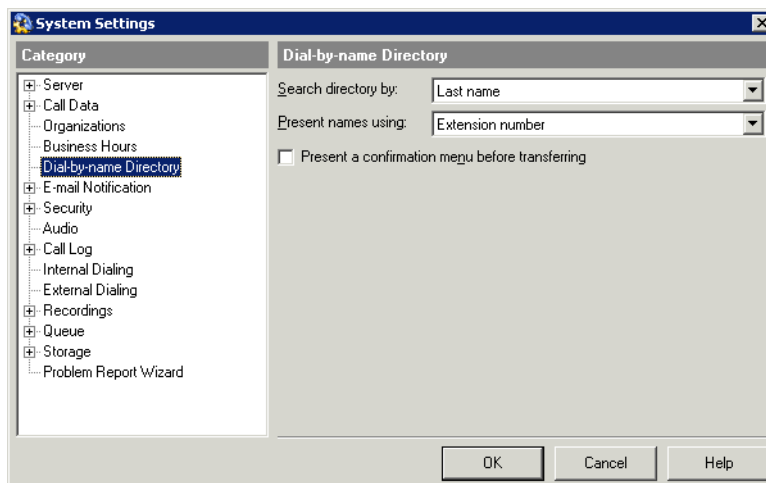 System Settings
Category
Server
Call Data
Organizations
Business Hours
Dial-by-name Directory
E-mail Notification
Security
Audio
Call Log
Internal Dialing
External Dialing
Recordings
Queue
Storage
Problem Report Wizard
Dial-by-name Directory
Search directory by: Last name
Present names using: Extension number
Present a confirmation menu before transferring
OK Cancel Help